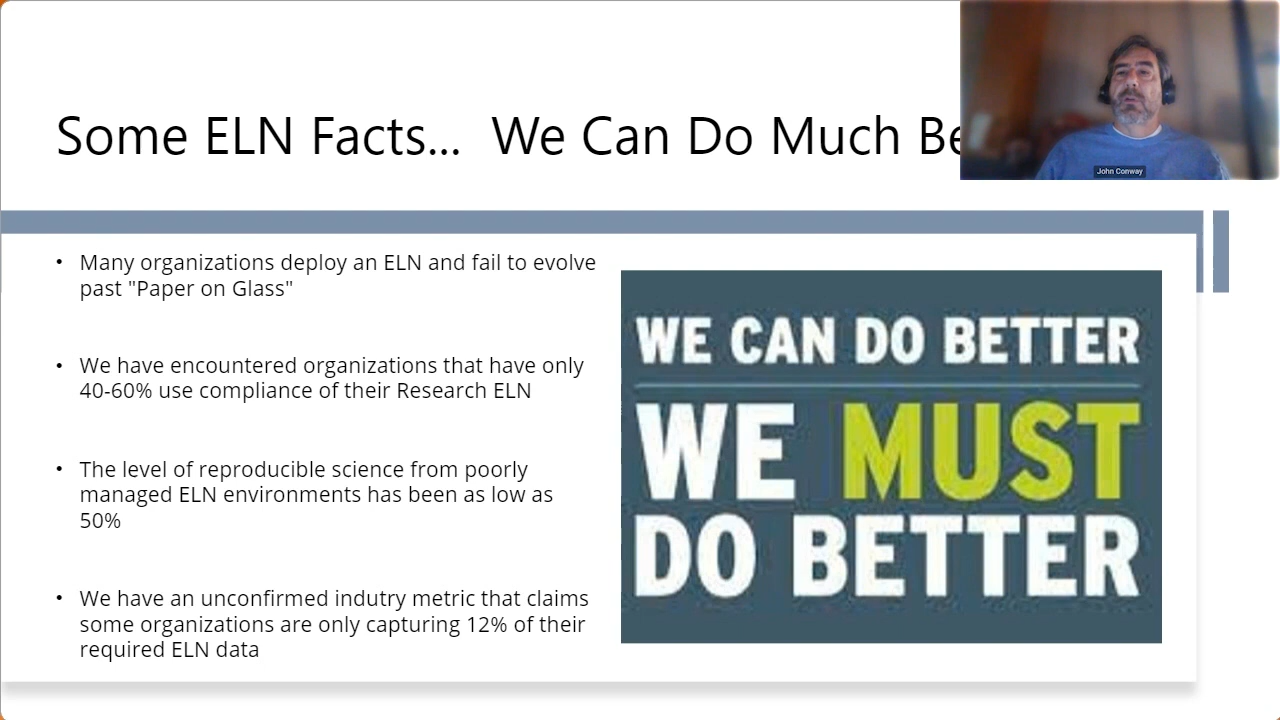 Some ELN Facts... We Can Do Much Be
John Conway
• Many organizations deploy an ELN and fail to evolve
past "Paper on Glass"
• We have encountered organizations that have only
40-60% use compliance of their Research ELN
• The level of reproducible science from poorly
managed ELN environments has been as low as
50%
• We have an unconfirmed indutry metric that claims
some organizations are only capturing 12% of their
required ELN data
WE CAN DO BETTER
WE MUST
DO BETTER